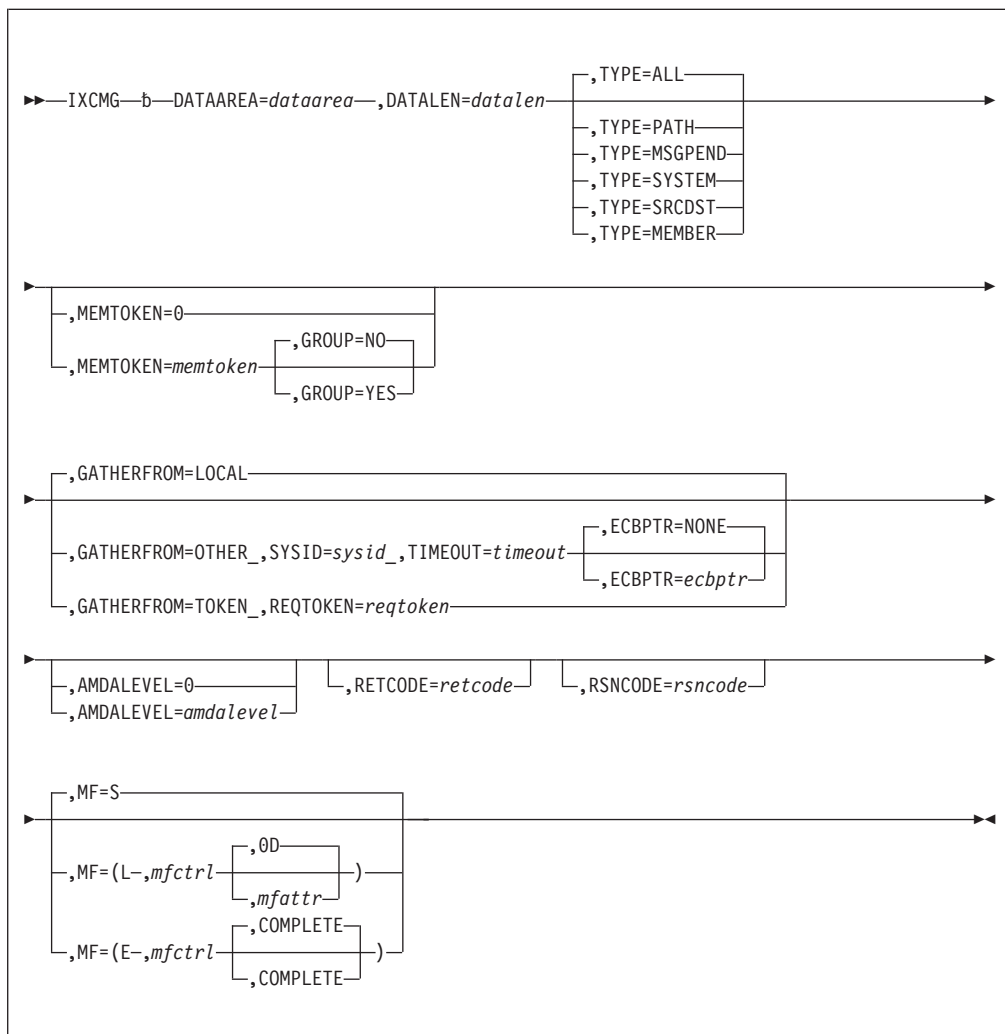 ,TYPE=ALL
IXCMG ƀ DATAAREA=dataarea ,DATALEN=datalen
,TYPE=PATH
,TYPE=MSGPEND
,TYPE=SYSTEM
,TYPE=SRCDST
,TYPE=MEMBER
,MEMTOKEN=0
,GROUP=NO
,MEMTOKEN=memtoken
,GROUP=YES
,GATHERFROM=LOCAL
,ECBPTR=NONE
,GATHERFROM=OTHER_,SYSID=sysid_,TIMEOUT=timeout
,ECBPTR=ecbptr
,GATHERFROM=TOKEN_,REQTOKEN=reqtoken
,AMDALEVEL=0 ,RETCODE=retcode ,RSNCODE=rsncode
,AMDALEVEL=amdalevel
,MF=S
,0D
,MF=(L ,mfctrl )
,mfattr
,COMPLETE
,MF=(E ,mfctrl )
,COMPLETE